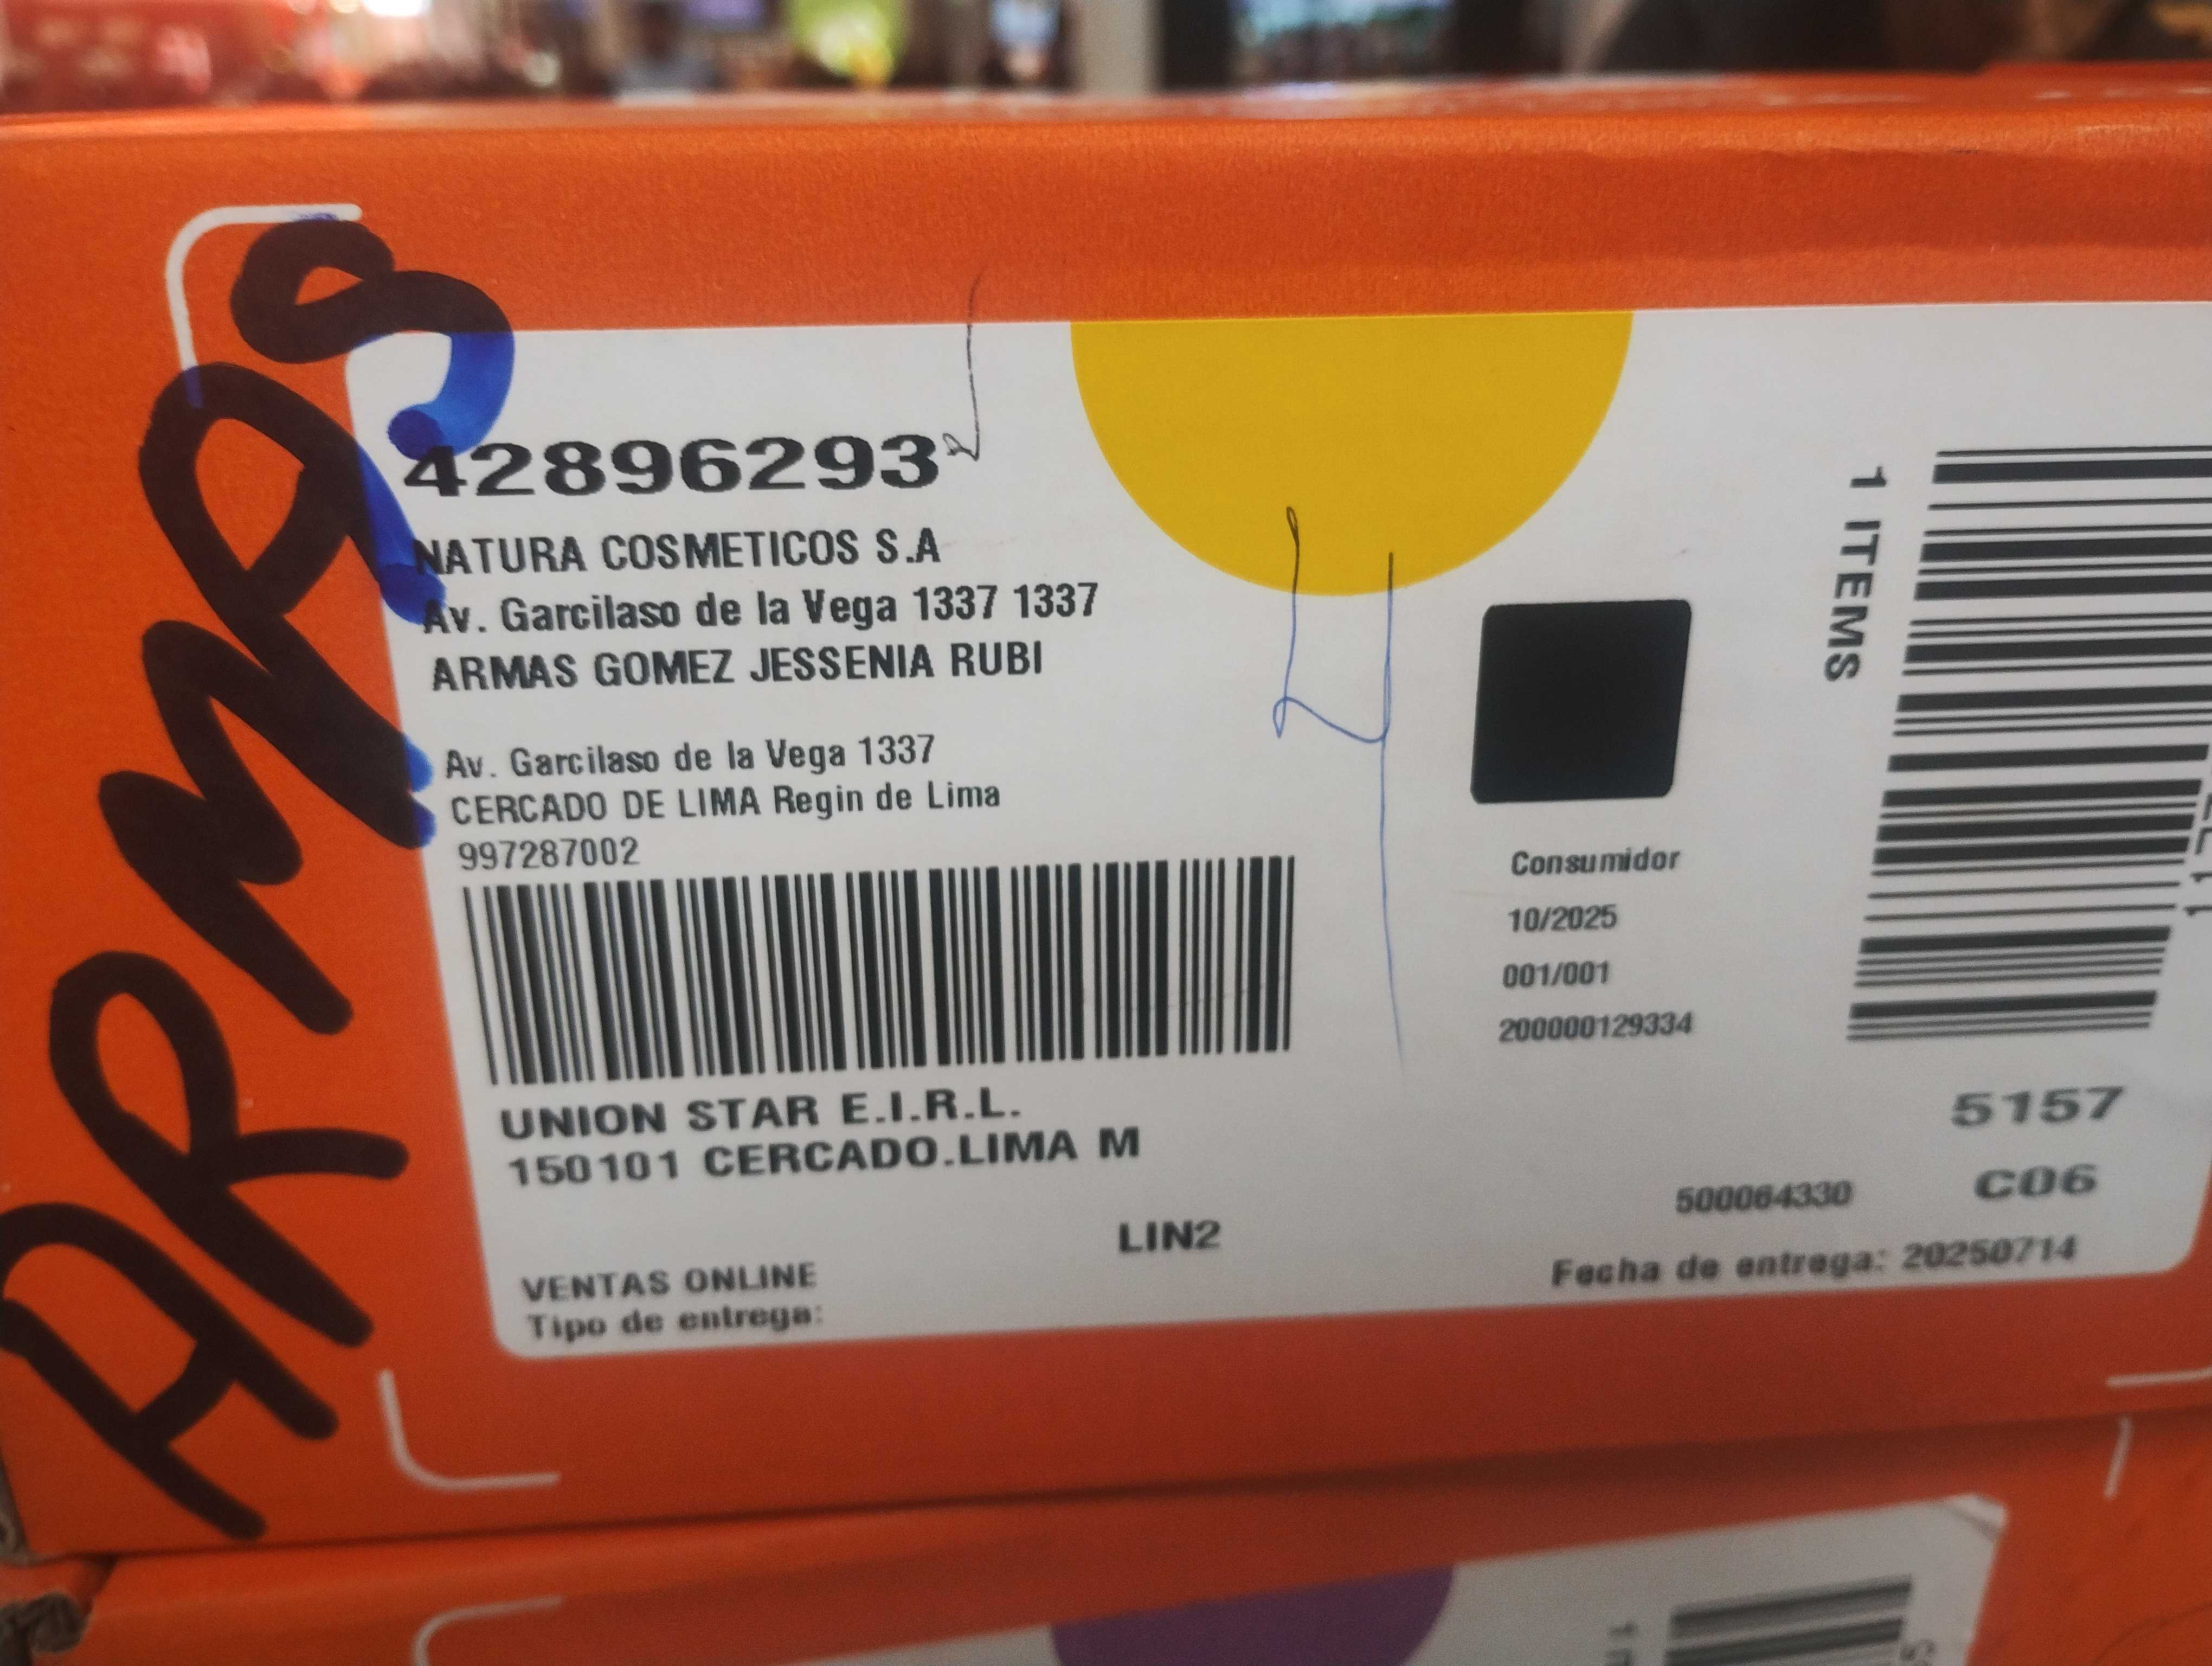 ARMAS
42896293
NATURA COSMETICOS S.A
Av. Garcilaso de la Vega 1337 1337
ARMAS GOMEZ JESSENIA RUBI
Av. Garcilaso de la Vega 1337
CERCADO DE LIMA Regin de Lima
997287002
UNION STAR E.I.R.L.
150101 CERCADO.LIMA M
LIN2
VENTAS ONLINE
Tipo de entrega:
4
1 ITEMS
Consumidor
10/2025
001/001
200000129334
5157
C06
500064330
Fecha de entrega: 20250714